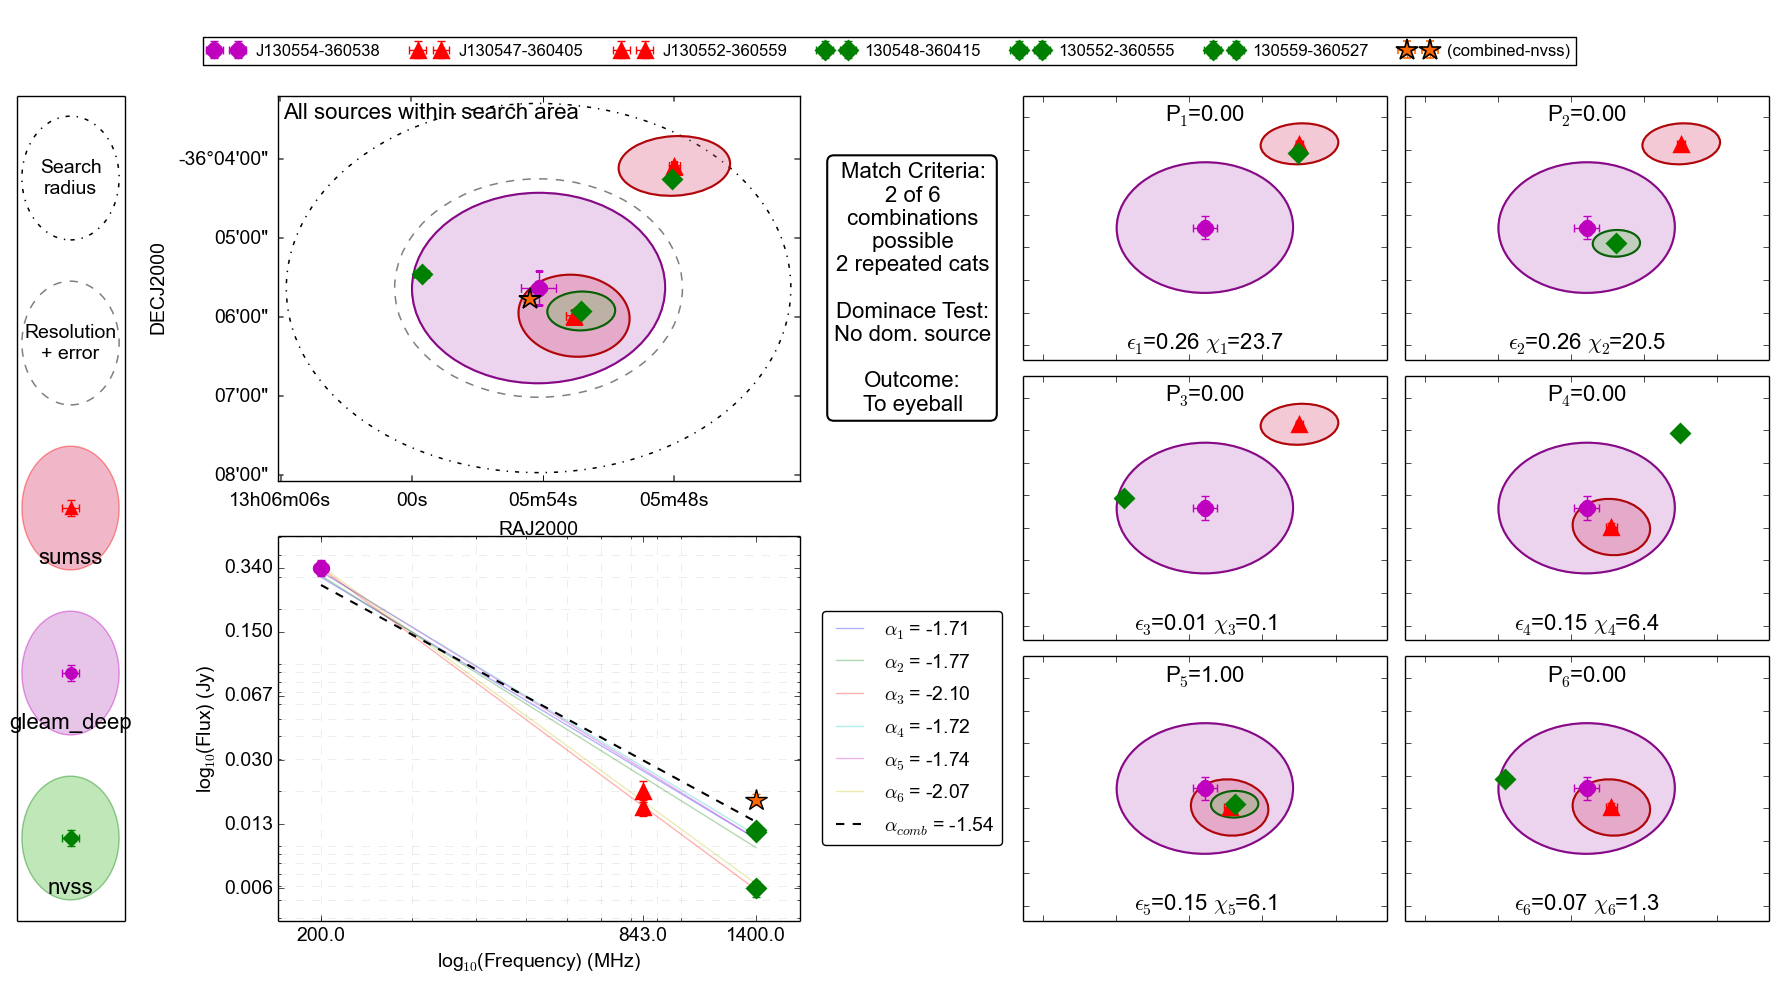 J130554-360538 J130547-360405 J130552-360559 130548-360415 130552-360555 130559-360527 (combined-nvss)
Search
radius
Resolution
+ error
sumss
gleam_deep
nvss
All sources within search area
DECJ2000
-36°04'00"
05'00"
06'00"
07'00"
08'00"
13h06m06s 00s 05m54s 05m48s
RAJ2000
Match Criteria:
2 of 6
combinations
possible
2 repeated cats
Dominace Test:
No dom. source
Outcome:
To eyeball
log₁₀(Flux) (Jy)
0.340
0.150
0.067
0.030
0.013
0.006
200.0 843.0 1400.0
log₁₀(Frequency) (MHz)
α₁ = -1.71
α₂ = -1.77
α₃ = -2.10
α₄ = -1.72
α₅ = -1.74
α₆ = -2.07
α_comb = -1.54
P₁=0.00
ϵ₁=0.26 χ₁=23.7
P₂=0.00
ϵ₂=0.26 χ₂=20.5
P₃=0.00
ϵ₃=0.01 χ₃=0.1
P₄=0.00
ϵ₄=0.15 χ₄=6.4
P₅=1.00
ϵ₅=0.15 χ₅=6.1
P₆=0.00
ϵ₆=0.07 χ₆=1.3